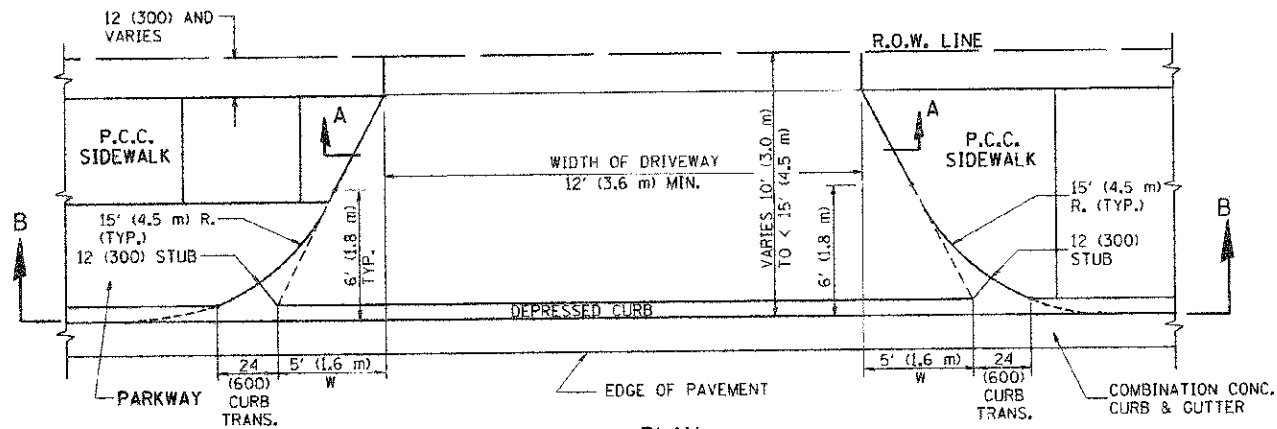 12 (300) AND
VARIES
R.O.W. LINE
A
A
P.C.C.
SIDEWALK
P.C.C.
SIDEWALK
WIDTH OF DRIVEWAY
12' (3.6 m) MIN.
VARIES 10' (3.0 m)
TO < 15' (4.5 m)
15' (4.5 m) R.
(TYP.)
12 (300) STUB
6' (1.8 m)
TYP.
6' (1.8 m)
15' (4.5 m)
R. (TYP.)
12 (300)
STUB
B
B
DEPRESSED CURB
24
(600)
CURB
TRANS.
5' (1.6 m)
W
PARKWAY
EDGE OF PAVEMENT
5' (1.6 m)
W
24
(600)
CURB
TRANS.
COMBINATION CONC.
CURB & GUTTER